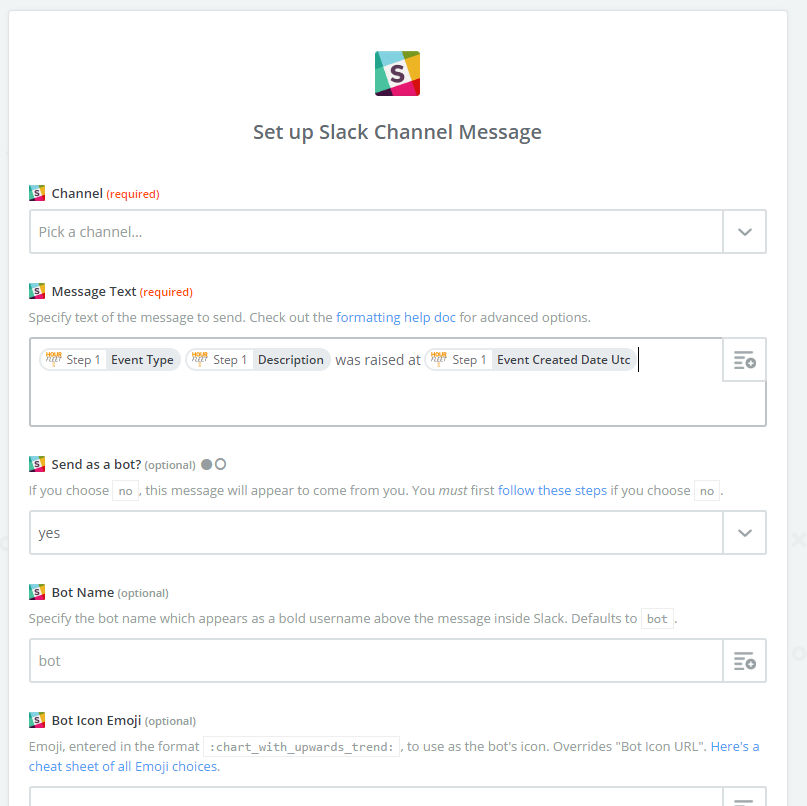 S
Set up Slack Channel Message
S Channel (required)
Pick a channel...
S Message Text (required)
Specify text of the message to send. Check out the formatting help doc for advanced options.
Step 1 Event Type Step 1 Description was raised at Step 1 Event Created Date Utc
S Send as a bot? (optional)
If you choose no, this message will appear to come from you. You must first follow these steps if you choose no.
yes
S Bot Name (optional)
Specify the bot name which appears as a bold username above the message inside Slack. Defaults to bot.
bot
S Bot Icon Emoji (optional)
Emoji, entered in the format :chart_with_upwards_trend:, to use as the bot's icon. Overrides "Bot Icon URL". Here's a
cheat sheet of all Emoji choices.